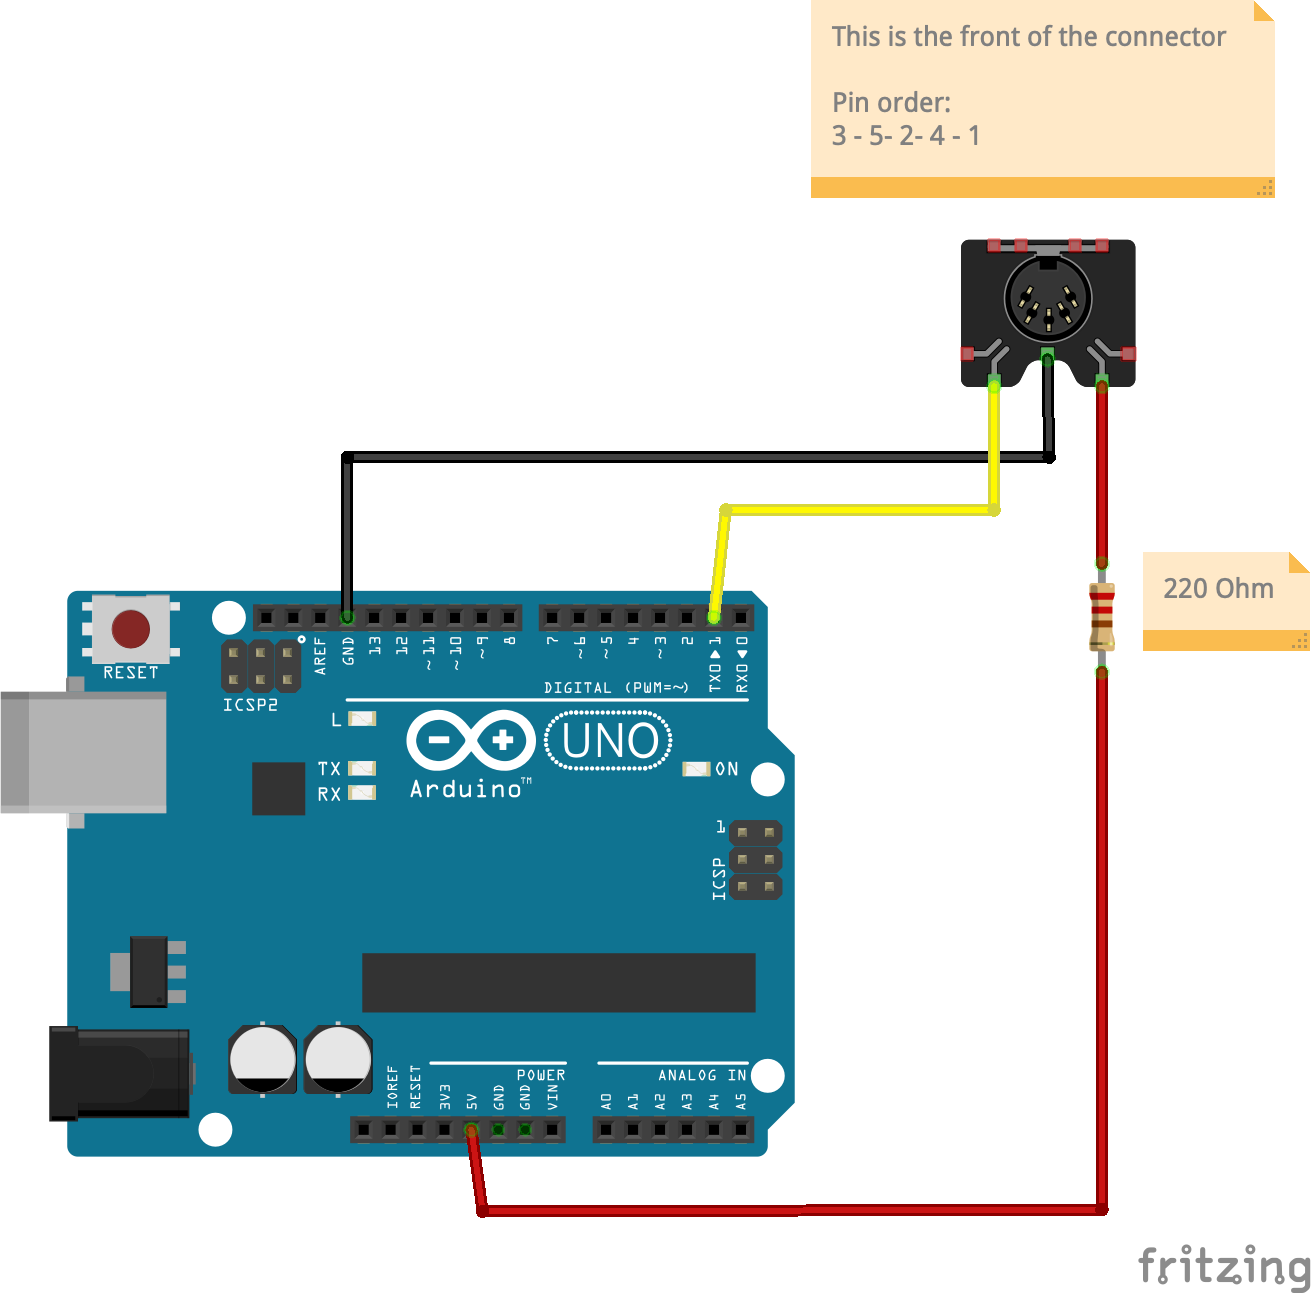 This is the front of the connector
Pin order:
3 - 5- 2- 4 - 1
220 Ohm
RESET
ICSP2
AREF
GND
13
12
~11
~10
~9
8
7
~6
~5
4
~3
2
TX0▶1
RX0◀0
DIGITAL (PWM=~)
L
TX
RX
UNO
Arduino™
ON
1
ICSP
POWER
ANALOG IN
IOREF
RESET
3V3
5V
GND
GND
VIN
A0
A1
A2
A3
A4
A5
fritzing